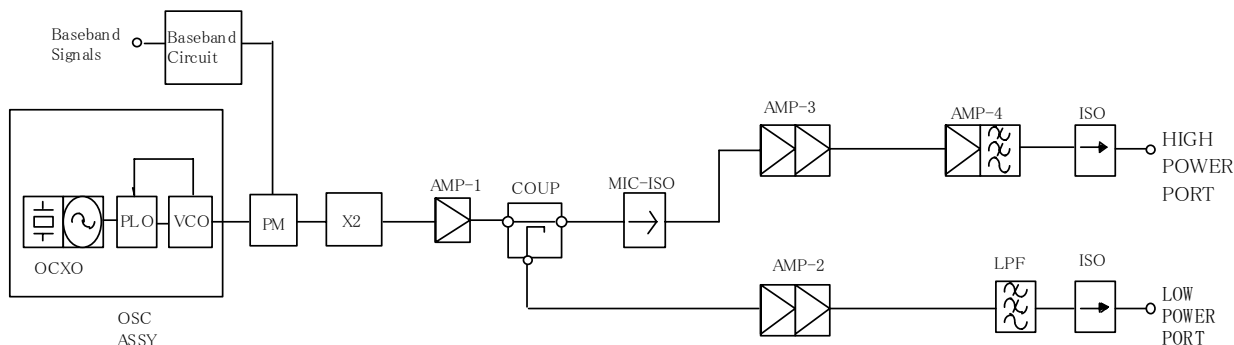 Baseband
Signals
Baseband
Circuit
AMP-3
AMP-4
ISO
HIGH
POWER
PORT
AMP-1
COUP
MIC-ISO
PLO
VCO
PM
X2
OCXO
AMP-2
LPF
ISO
LOW
POWER
PORT
OSC
ASSY